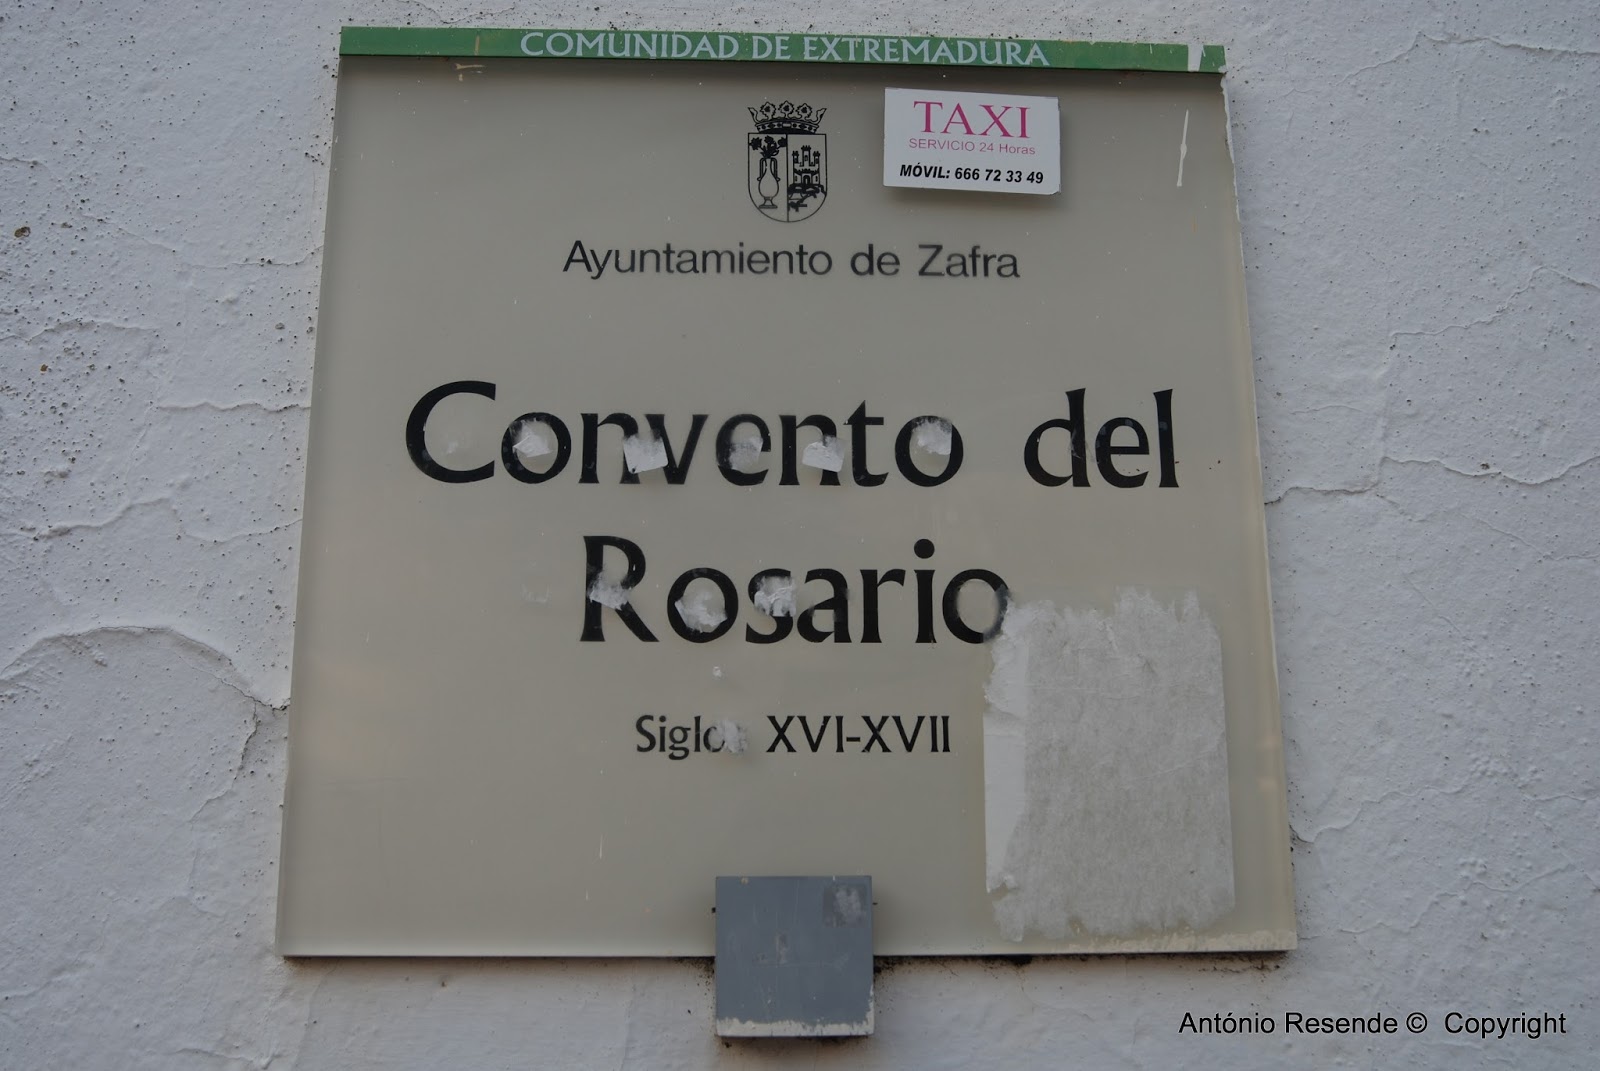 COMUNIDAD DE EXTREMADURA
TAXI
SERVICIO 24 Horas
MÓVIL: 666 72 33 49
Ayuntamiento de Zafra
Convento del
Rosario
Siglos XVI-XVII
António Resende © Copyright